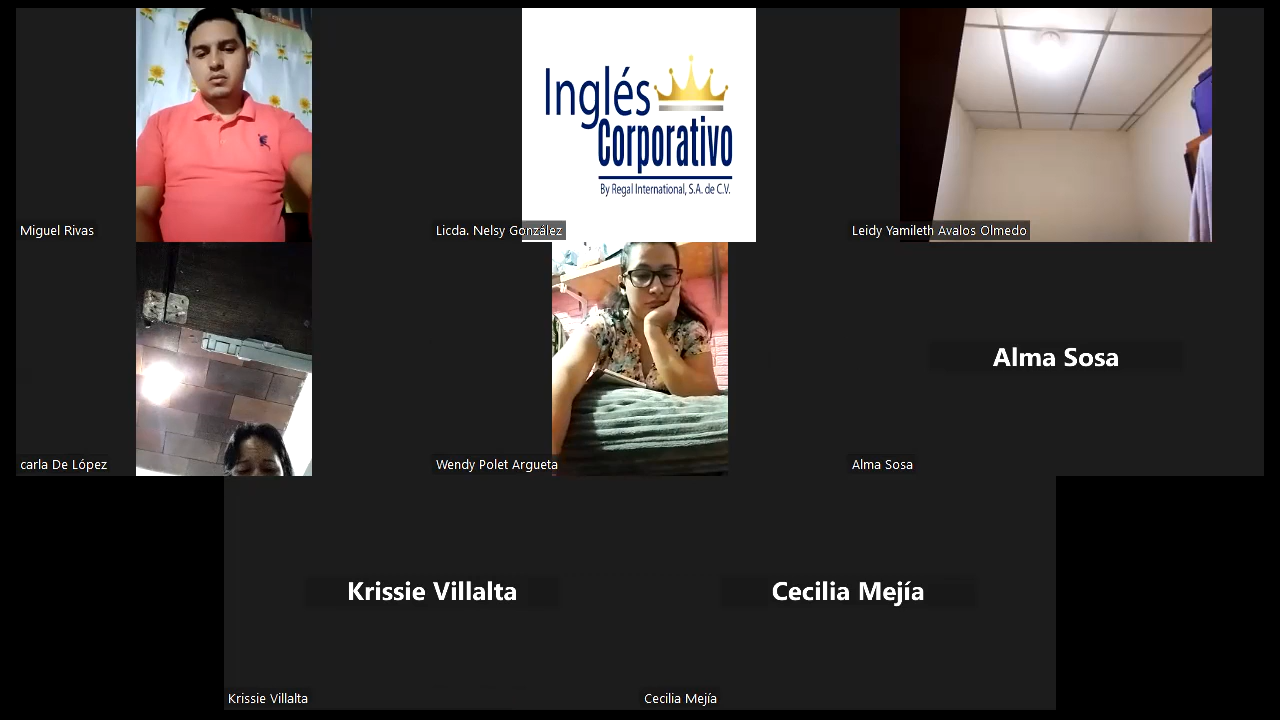 Inglés
Corporativo
By Regal International, S.A. de C.V.
Miguel Rivas
Licda. Nelsy González
Leidy Yamileth Avalos Olmedo
Alma Sosa
carla De López
Wendy Polet Argueta
Alma Sosa
Krissie Villalta
Cecilia Mejía
Krissie Villalta
Cecilia Mejía